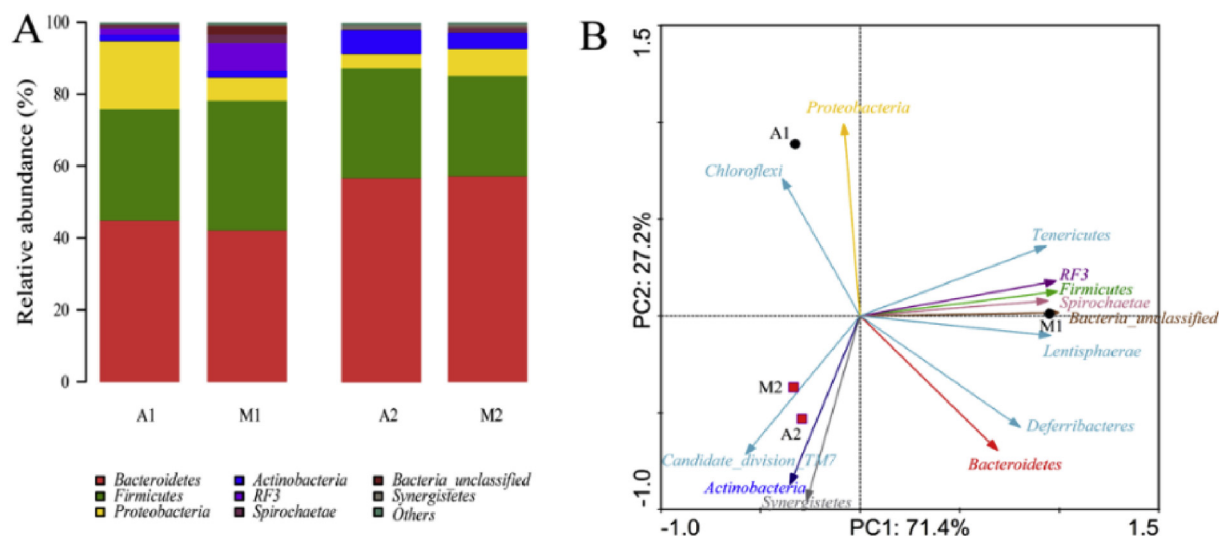 A
Relative abundance (%)
100
80
60
40
20
0
A1 M1 A2 M2
Bacteroidetes Actinobacteria Bacteria_unclassified
Firmicutes RF3 Synergistetes
Proteobacteria Spirochaetae Others
B
1.5
PC2: 27.2%
-1.0
Proteobacteria
A1
Chloroflexi
Tenericutes
RF3
Firmicutes
Spirochaetae
M1 Bacteria_unclassified
Lentisphaerae
M2
A2
Deferribacteres
Candidate_division_TM7
Bacteroidetes
Actinobacteria
Synergistetes
-1.0 PC1: 71.4% 1.5